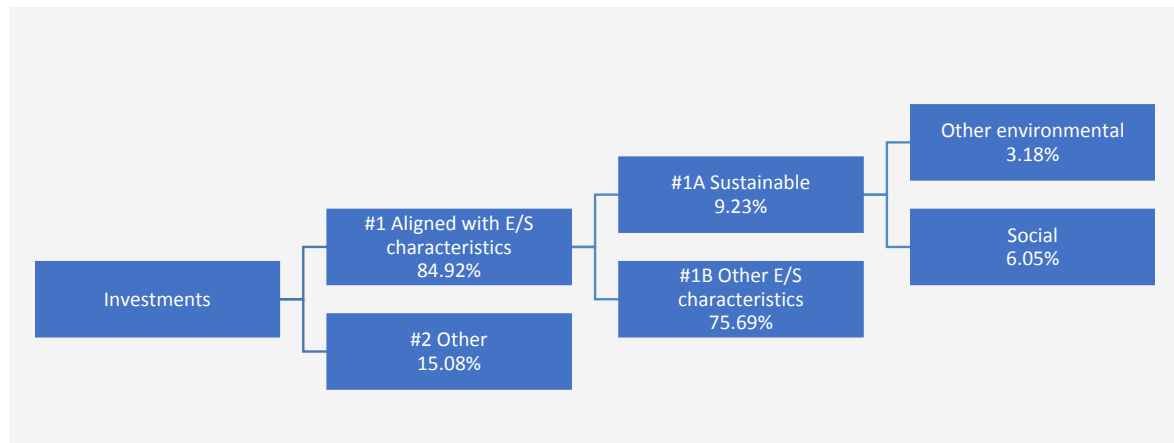 Investments
#1 Aligned with E/S
characteristics
84.92%
#2 Other
15.08%
#1A Sustainable
9.23%
#1B Other E/S
characteristics
75.69%
Other environmental
3.18%
Social
6.05%